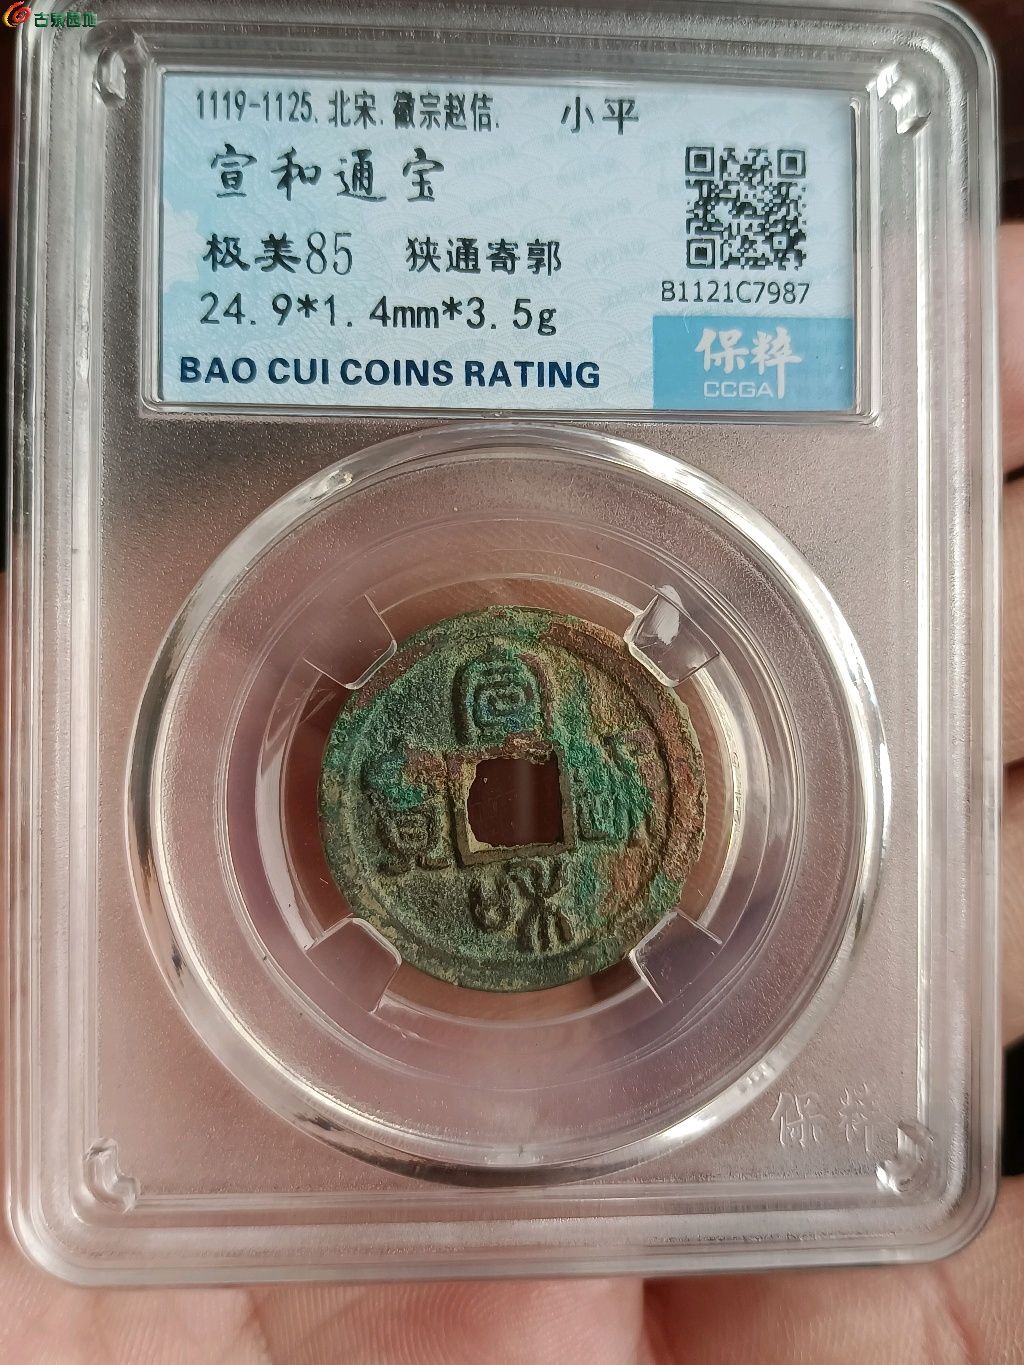 古泉园地
1119-1125.北宋.徽宗赵佶. 小平
宣和通宝
极美85 狭通寄郭
24.9*1.4mm*3.5g
B1121C7987
BAO CUI COINS RATING
保粹
CCGA
宣
寳 通
和
保粹